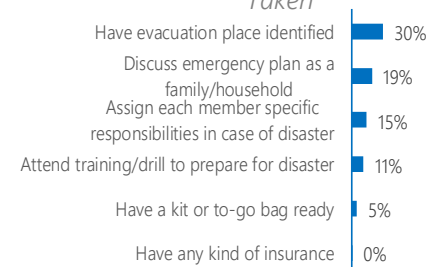 Taken
Have evacuation place identified 30%
Discuss emergency plan as a
family/household 19%
Assign each member specific
responsibilities in case of disaster 15%
Attend training/drill to prepare for disaster 11%
Have a kit or to-go bag ready 5%
Have any kind of insurance 0%